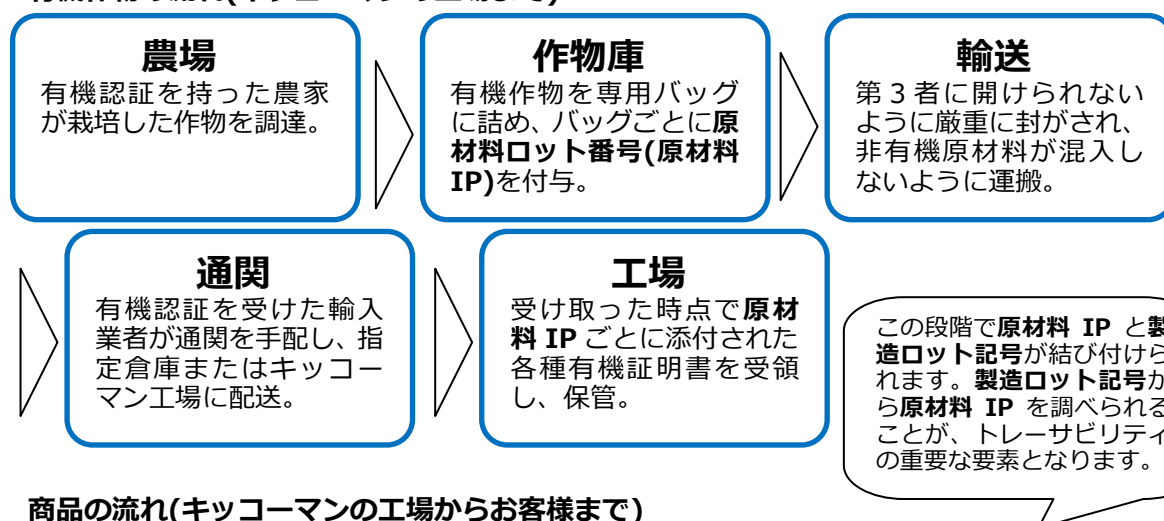 農場
有機認証を持った農家
が栽培した作物を調達。
作物庫
有機作物を専用バッグ
に詰め、バッグごとに原
材料ロット番号(原材料
IP)を付与。
輸送
第3者に開けられない
ように厳重に封がされ、
非有機原材料が混入し
ないように運搬。
通関
有機認証を受けた輸入
業者が通関を手配し、指
定倉庫またはキッコー
マン工場に配送。
工場
受け取った時点で原材
料 IP ごとに添付された
各種有機証明書を受領
し、保管。
この段階で原材料 IP と製
造ロット記号が結び付けら
れます。製造ロット記号か
ら原材料 IP を調べられる
ことが、トレーサビリティ
の重要な要素となります。
商品の流れ(キッコーマンの工場からお客様まで)